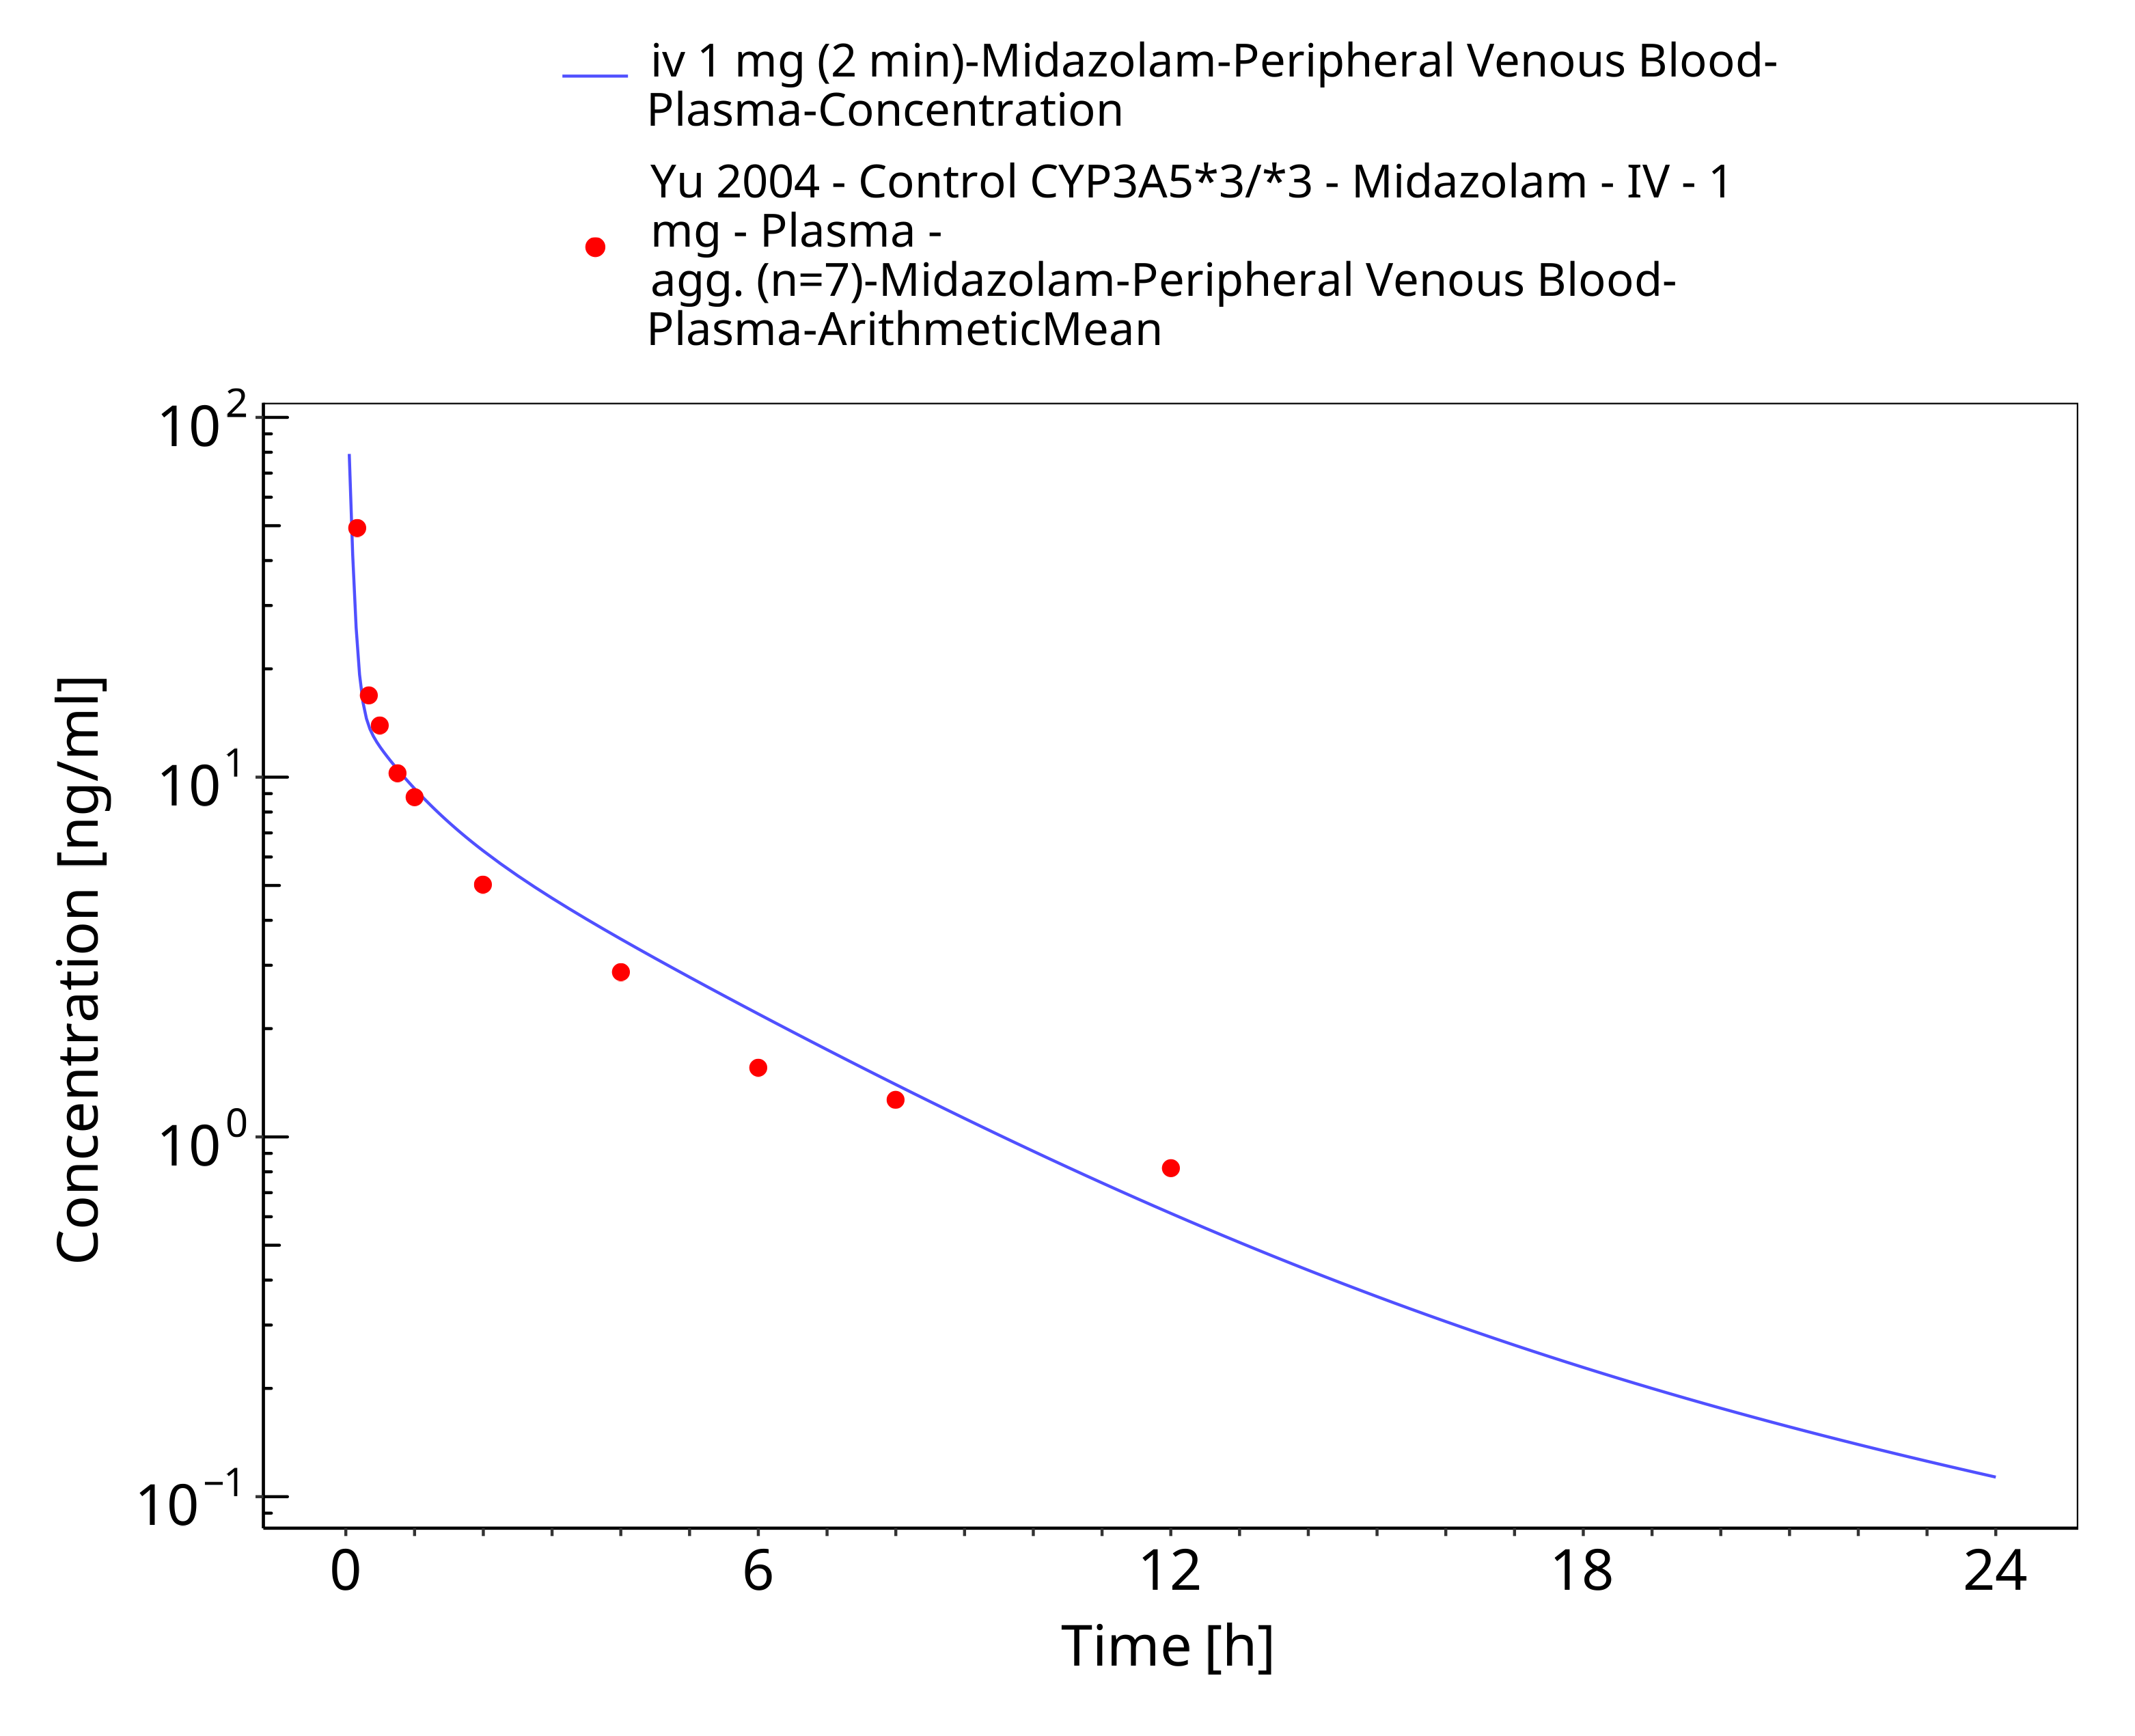 iv 1 mg (2 min)-Midazolam-Peripheral Venous Blood-
Plasma-Concentration
Yu 2004 - Control CYP3A5*3/*3 - Midazolam - IV - 1
mg - Plasma -
agg. (n=7)-Midazolam-Peripheral Venous Blood-
Plasma-ArithmeticMean
10²
10¹
10⁰
10⁻¹
Concentration [ng/ml]
0 6 12 18 24
Time [h]